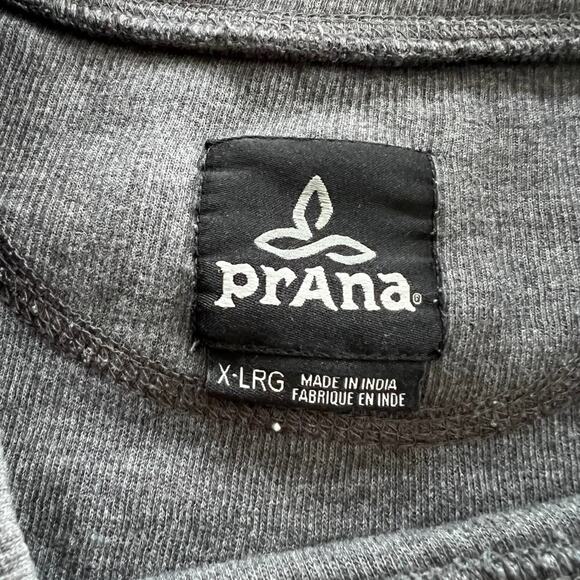 prAna®
X-LRG MADE IN INDIA
FABRIQUE EN INDE